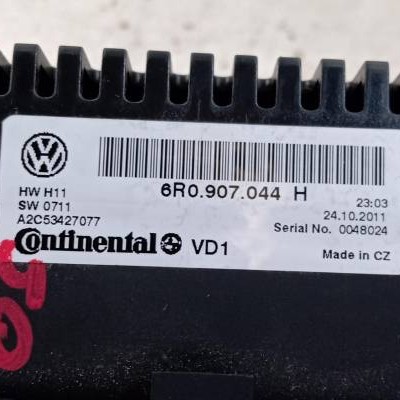 6R0.907.044 H
HW H11
23:03
SW 0711
24.10.2011
A2C53427077
Serial No. 0048024
Continental VD1
Made in CZ